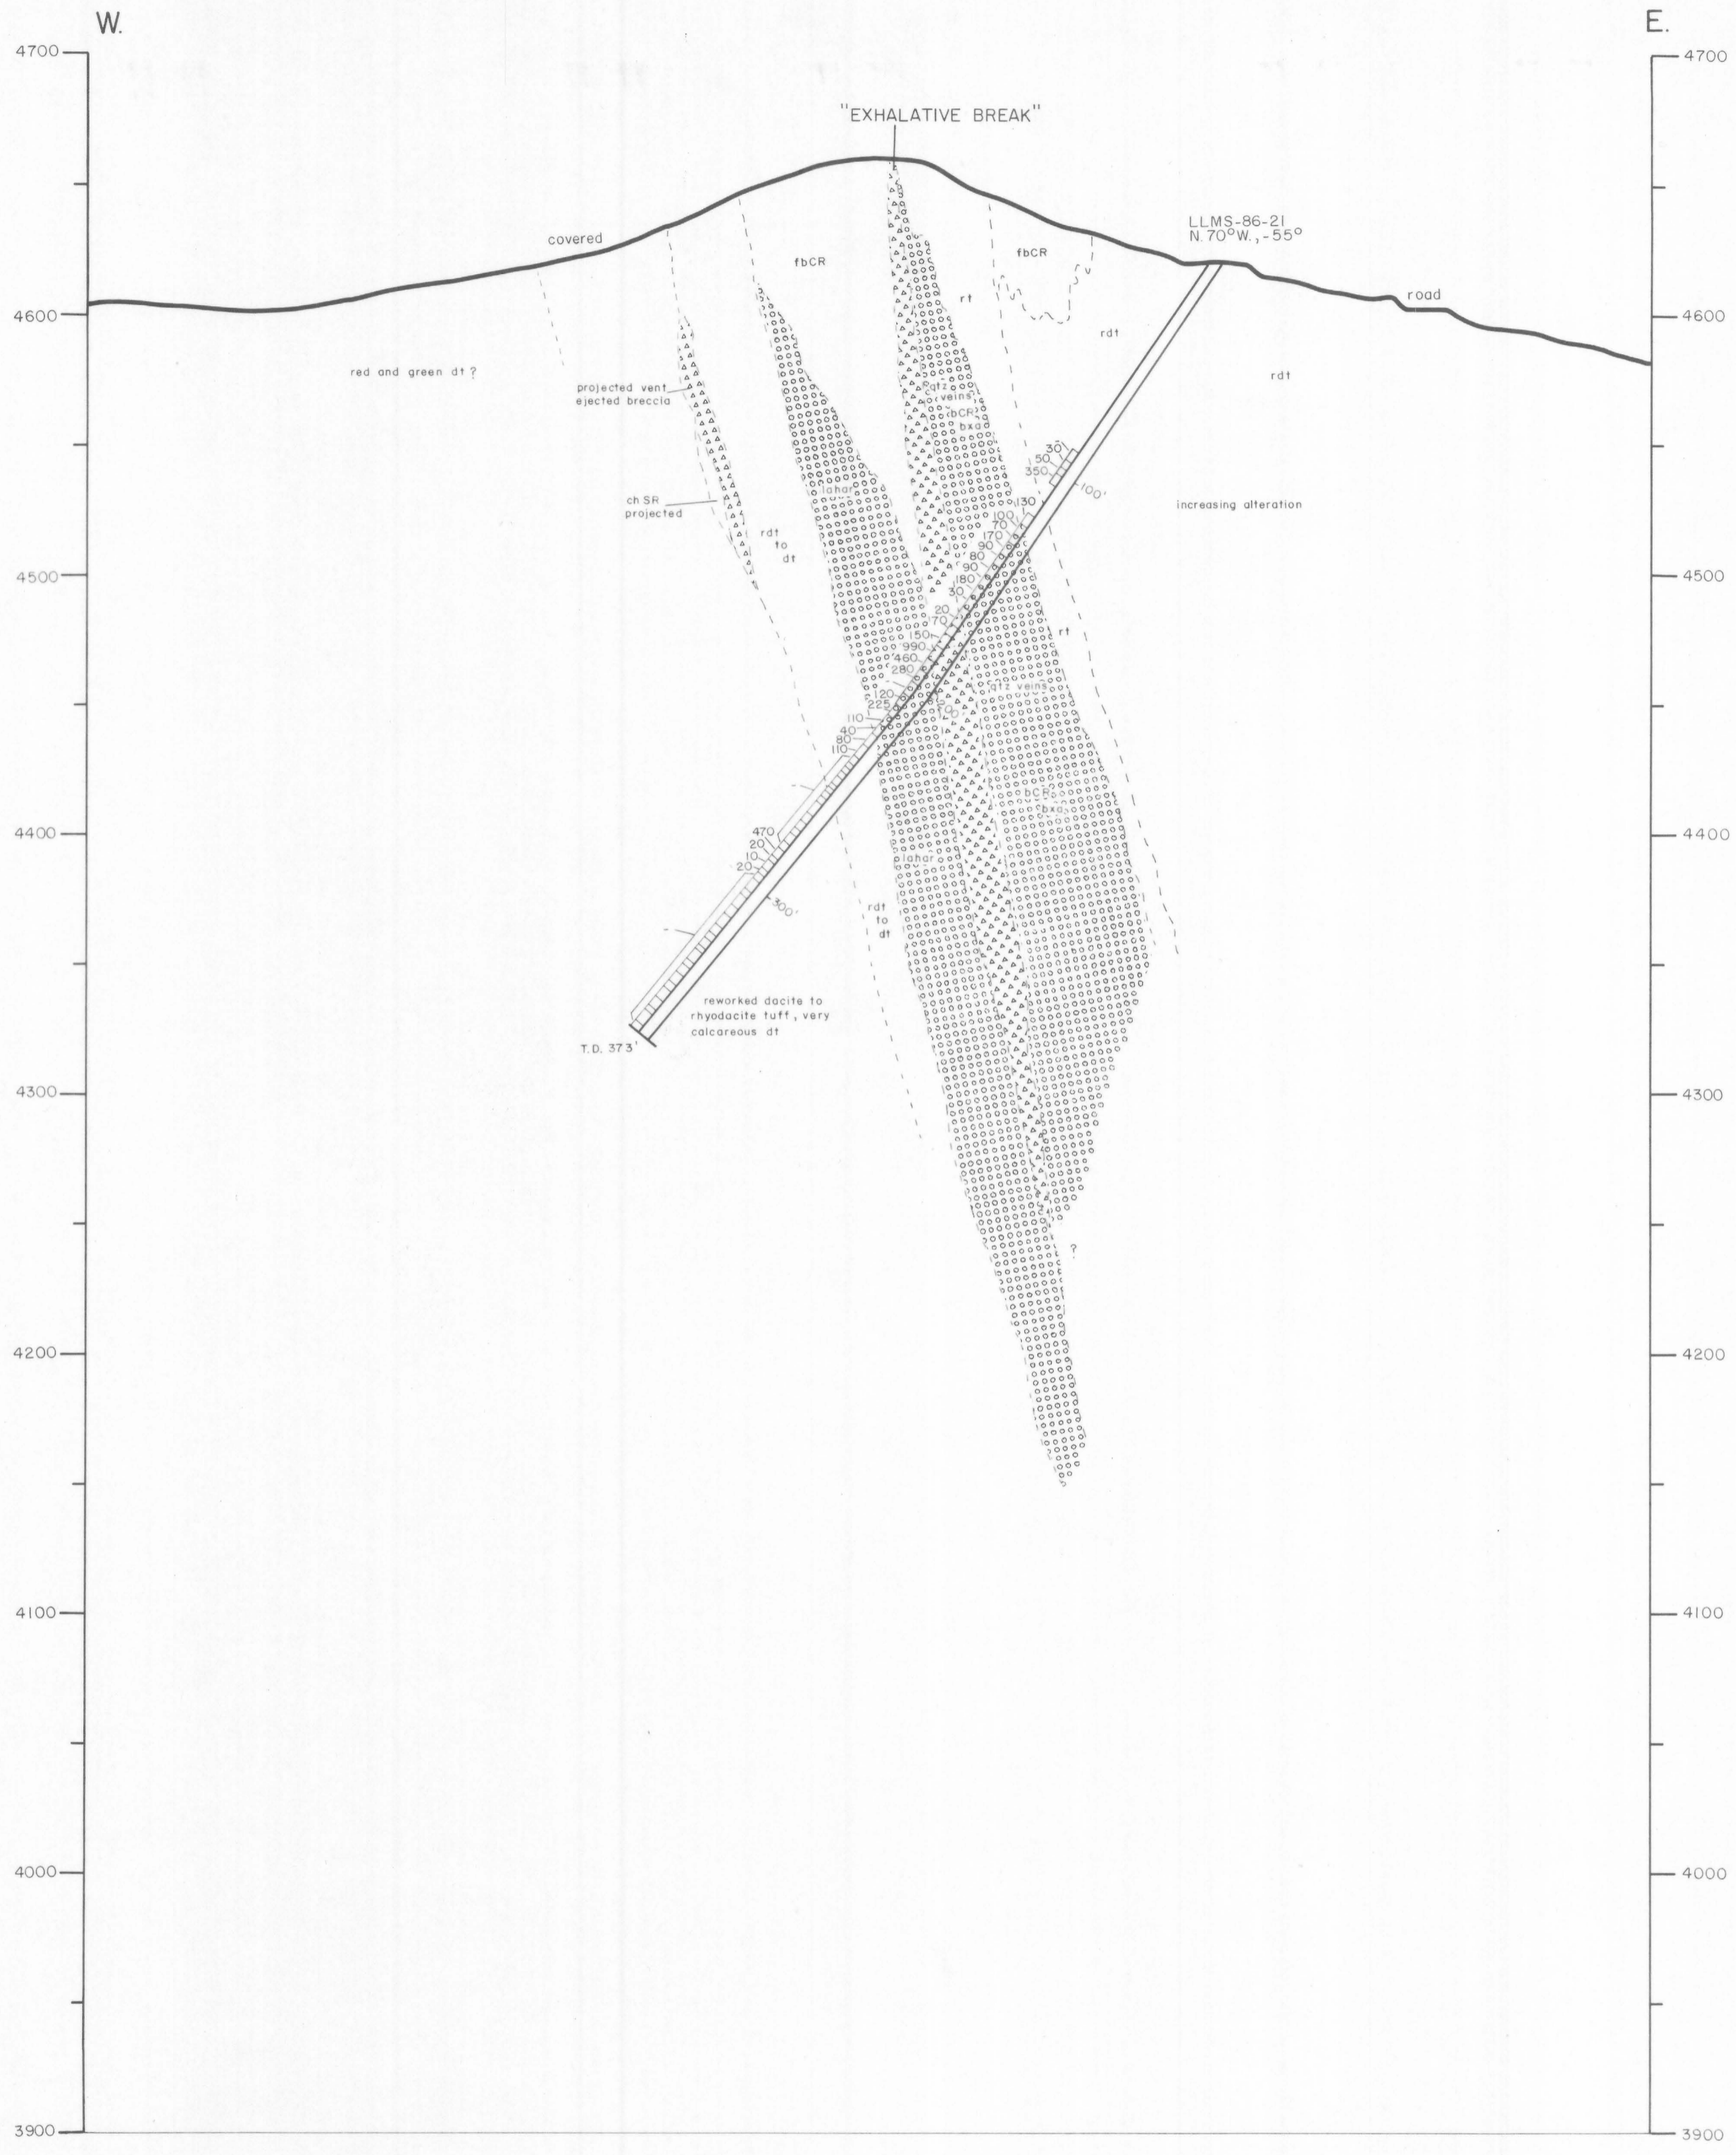 W.
E.
4700
4700
"EXHALATIVE BREAK"
LLMS-86-21
N. 70° W., -55°
covered
fbCR
fbCR
road
rt
4600
4600
rdt
red and green dt ?
rdt
projected vent
ejected breccia
qtz
veins
bCR
bxa
30
50
350
lahar
100'
ch SR
projected
increasing alteration
130
100
70
170
90
80
90
180
30
20
70
150
990
460
280
-
120
225
110
40
80
110
-
470
20
10
20
-
rdt
to
dt
4500
4500
rt
qtz veins
bCR
bxa
4400
4400
lahar
300'
rdt
to
dt
reworked dacite to
rhyodacite tuff, very
calcareous dt
T.D. 373'
4300
4300
?
4200
4200
4100
4100
4000
4000
3900
3900